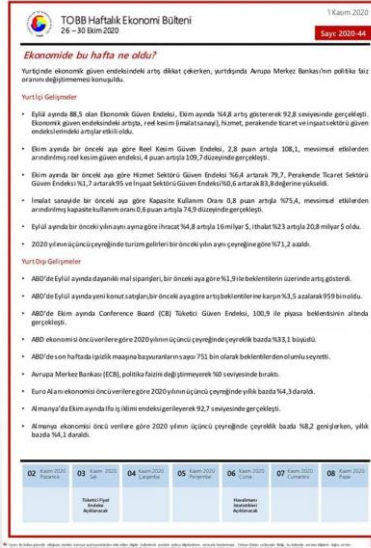 1 Kasım 2020
TOBB Haftalık Ekonomi Bülteni
26 – 30 Ekim 2020
Sayı: 2020-44
Ekonomide bu hafta ne oldu?
Yurtiçinde ekonomik güven endeksindeki artış dikkat çekerken, yurtdışında Avrupa Merkez Bankası'nın politika faiz
oranını değiştirmemesi konuşuldu.
Yurt İçi Gelişmeler
• Eylül ayında 88,5 olan Ekonomik Güven Endeksi, Ekim ayında %4,8 artış göstererek 92,8 seviyesinde gerçekleşti.
Ekonomik güven endeksindeki artışta, reel kesim (imalat sanayi), hizmet, perakende ticaret ve inşaat sektörü güven
endekslerindeki artışlar etkili oldu.
• Ekim ayında bir önceki aya göre Reel Kesim Güven Endeksi, 2,8 puan artışla 108,1, mevsimsel etkilerden
arındırılmış reel kesim güven endeksi, 4 puan artışla 109,7 düzeyinde gerçekleşti.
• Ekim ayında bir önceki aya göre Hizmet Sektörü Güven Endeksi %6,4 artarak 79,7, Perakende Ticaret Sektörü
Güven Endeksi %1,7 artarak 95 ve İnşaat Sektörü Güven Endeksi %0,6 artarak 83,8 değerine yükseldi.
• İmalat sanayide bir önceki aya göre Kapasite Kullanım Oranı 0,8 puan artışla %75,4, mevsimsel etkilerden
arındırılmış kapasite kullanım oranı 0,6 puan artışla 74,9 düzeyinde gerçekleşti.
• Eylül ayında bir önceki yılın aynı ayına göre ihracat %4,8 artışla 16 milyar $, ithalat %23 artışla 20,8 milyar $ oldu.
• 2020 yılının üçüncü çeyreğinde turizm gelirleri bir önceki yılın aynı çeyreğine göre %71,2 azaldı.
Yurt Dışı Gelişmeler
• ABD'de Eylül ayında dayanıklı mal siparişleri, bir önceki aya göre %1,9 ile beklentilerin üzerinde artış gösterdi.
• ABD'de Eylül ayında yeni konut satışları, bir önceki aya göre artış beklentilerine karşın %3,5 azalarak 959 bin oldu.
• ABD'de Ekim ayında Conference Board (CB) Tüketici Güven Endeksi, 100,9 ile piyasa beklentisinin altında
gerçekleşti.
• ABD ekonomisi öncü verilere göre 2020 yılının üçüncü çeyreğinde çeyreklik bazda %33,1 büyüdü.
• ABD'de son haftada işsizlik maaşına başvuranların sayısı 751 bin olarak beklentilerden olumlu seyretti.
• Avrupa Merkez Bankası (ECB), politika faizini değiştirmeyerek %0 seviyesinde bıraktı.
• Euro Alanı ekonomisi öncü verilere göre 2020 yılının üçüncü çeyreğinde yıllık bazda %4,3 daraldı.
• Almanya'da Ekim ayında Ifo iş iklimi endeksi gerileyerek 92,7 seviyesinde gerçekleşti.
• Almanya ekonomisi öncü verilere göre 2020 yılının üçüncü çeyreğinde çeyreklik bazda %8,2 genişlerken, yıllık
bazda %4,1 daraldı.
02 Kasım 2020 Pazartesi 03 Kasım 2020 Salı 04 Kasım 2020 Çarşamba 05 Kasım 2020 Perşembe 06 Kasım 2020 Cuma 07 Kasım 2020 Cumartesi 08 Kasım 2020 Pazar
Tüketici Fiyat
Endeksi
Açıklanacak
Havalimanı
İstatistikleri
Açıklanacak